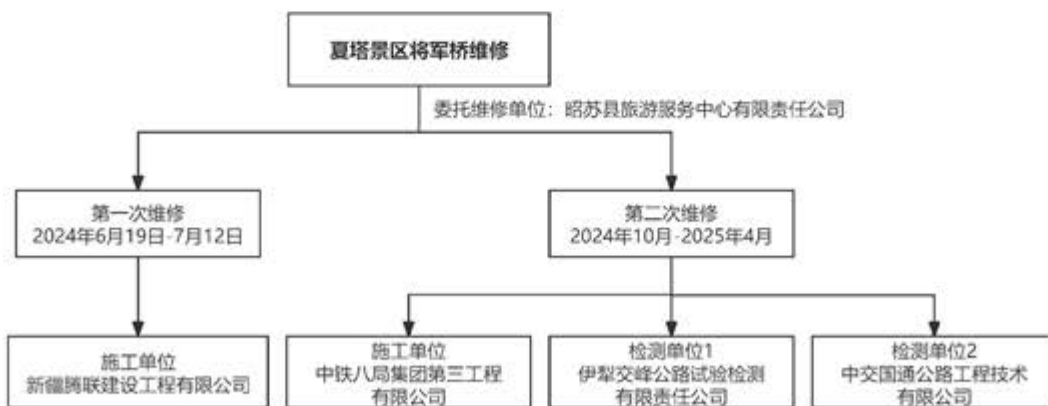 夏塔景区将军桥维修
委托维修单位：昭苏县旅游服务中心有限责任公司
第一次维修
2024年6月19日-7月12日
第二次维修
2024年10月-2025年4月
施工单位
新疆腾联建设工程有限公司
施工单位
中铁八局集团第三工程
有限公司
检测单位1
伊犁交峰公路试验检测
有限责任公司
检测单位2
中交国通公路工程技术
有限公司